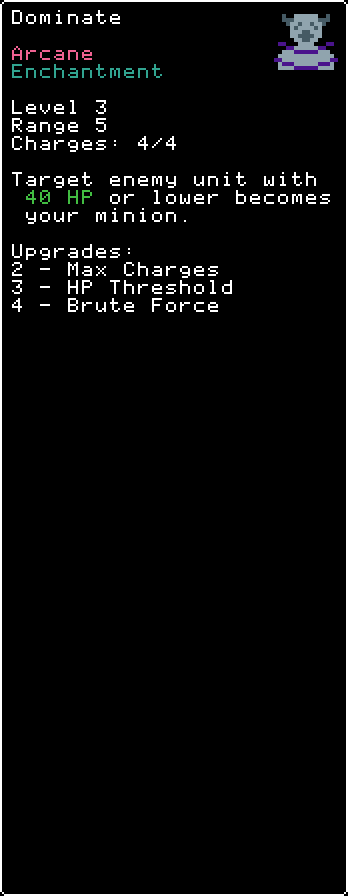 Dominate
Arcane
Enchantment
Level 3
Range 5
Charges: 4/4
Target enemy unit with
40 HP or lower becomes
your minion.
Upgrades:
2 - Max Charges
3 - HP Threshold
4 - Brute Force